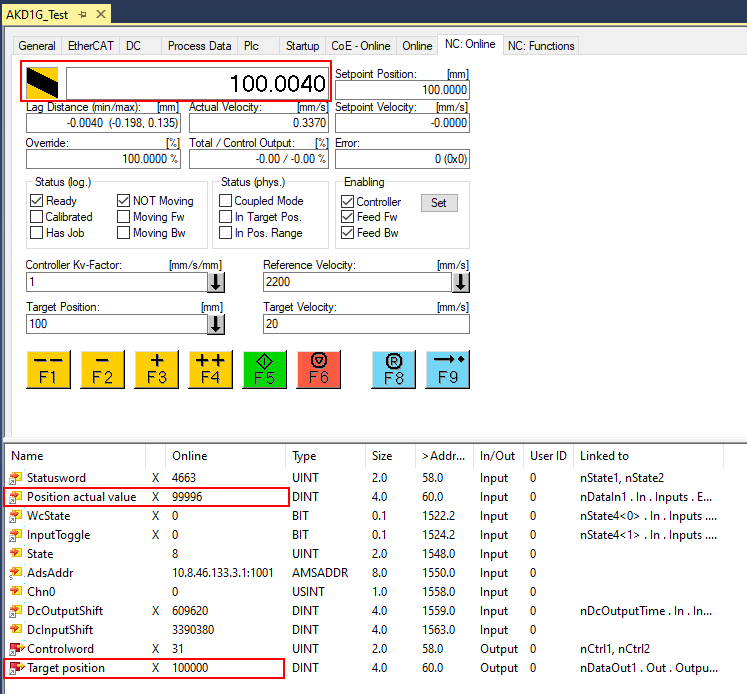 AKD1G_Test
General EtherCAT DC Process Data Plc Startup CoE - Online Online NC: Online NC: Functions
100.0040
Setpoint Position: [mm]
100.0000
Lag Distance (min/max): [mm] Actual Velocity: [mm/s] Setpoint Velocity: [mm/s]
-0.0040 (-0.198, 0.135) 0.3370 -0.0000
Override: [%] Total / Control Output: [%] Error:
100.0000 % -0.00 / -0.00 % 0 (0x0)
Status (log.) Status (phys.) Enabling
Ready NOT Moving Coupled Mode Controller Set
Calibrated Moving Fw In Target Pos. Feed Fw
Has Job Moving Bw In Pos. Range Feed Bw
Controller Kv-Factor: [mm/s/mm] Reference Velocity: [mm/s]
1 2200
Target Position: [mm] Target Velocity: [mm/s]
100 20
F1 F2 F3 F4 F5 F6 F8 F9
Name Online Type Size >Addr... In/Out User ID Linked to
Statusword X 4663 UINT 2.0 58.0 Input 0 nState1, nState2
Position actual value X 99996 DINT 4.0 60.0 Input 0 nDataIn1 . In . Inputs . E...
WcState X 0 BIT 0.1 1522.2 Input 0 nState4<0> . In . Inputs ....
InputToggle X 0 BIT 0.1 1524.2 Input 0 nState4<1> . In . Inputs ....
State 8 UINT 2.0 1548.0 Input 0
AdsAddr 10.8.46.133.3.1:1001 AMSADDR 8.0 1550.0 Input 0
Chn0 0 USINT 1.0 1558.0 Input 0
DcOutputShift X 609620 DINT 4.0 1559.0 Input 0 nDcOutputTime . In . In...
DcInputShift 3390380 DINT 4.0 1563.0 Input 0
Controlword X 31 UINT 2.0 58.0 Output 0 nCtrl1, nCtrl2
Target position X 100000 DINT 4.0 60.0 Output 0 nDataOut1 . Out . Outpu...